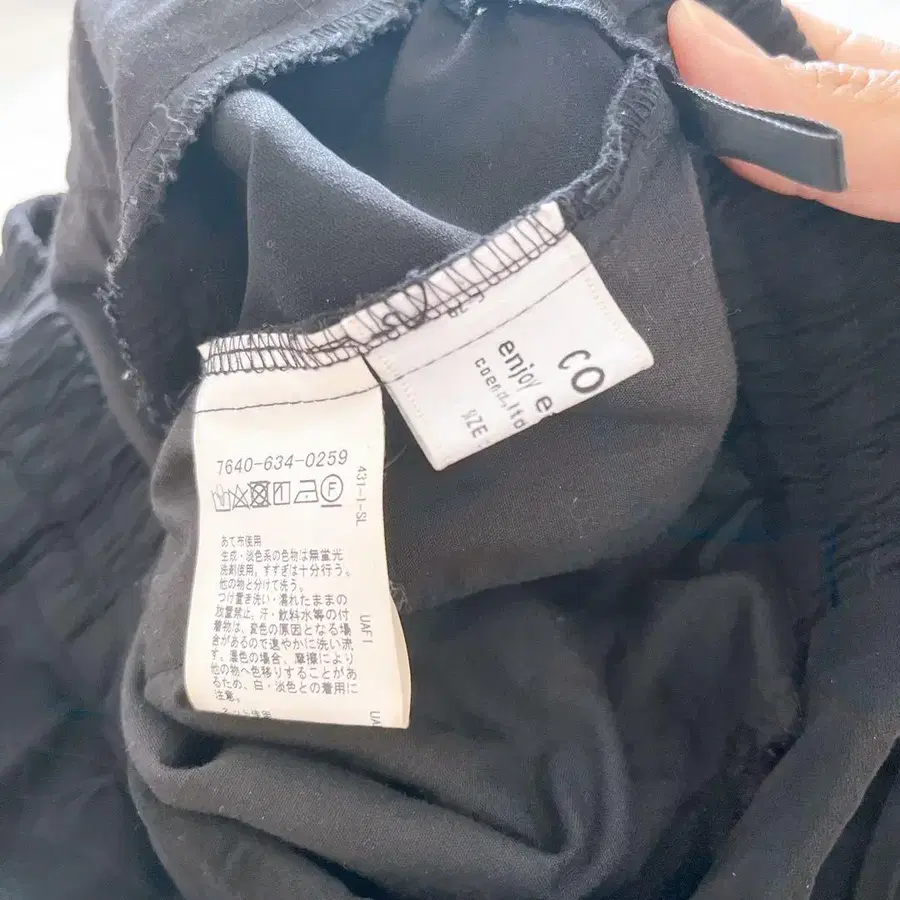 CO
enjoy e
coen,ltd
SIZE
7640-634-0259
431-1-SL
F
あて布使用
生成・淡色系の色物は無蛍光
洗剤使用，すすぎは十分行う。
他の物と分けて洗う。
つけ置き洗い・濡れたままの
放置禁止。汗・飲料水等の付
着物は、変色の原因となる場
合があるので速やかに洗い流
す。濃色の場合、摩擦により
他の物へ色移りすることがあ
るため、白・淡色との着用に
注意。
UAF1
UA